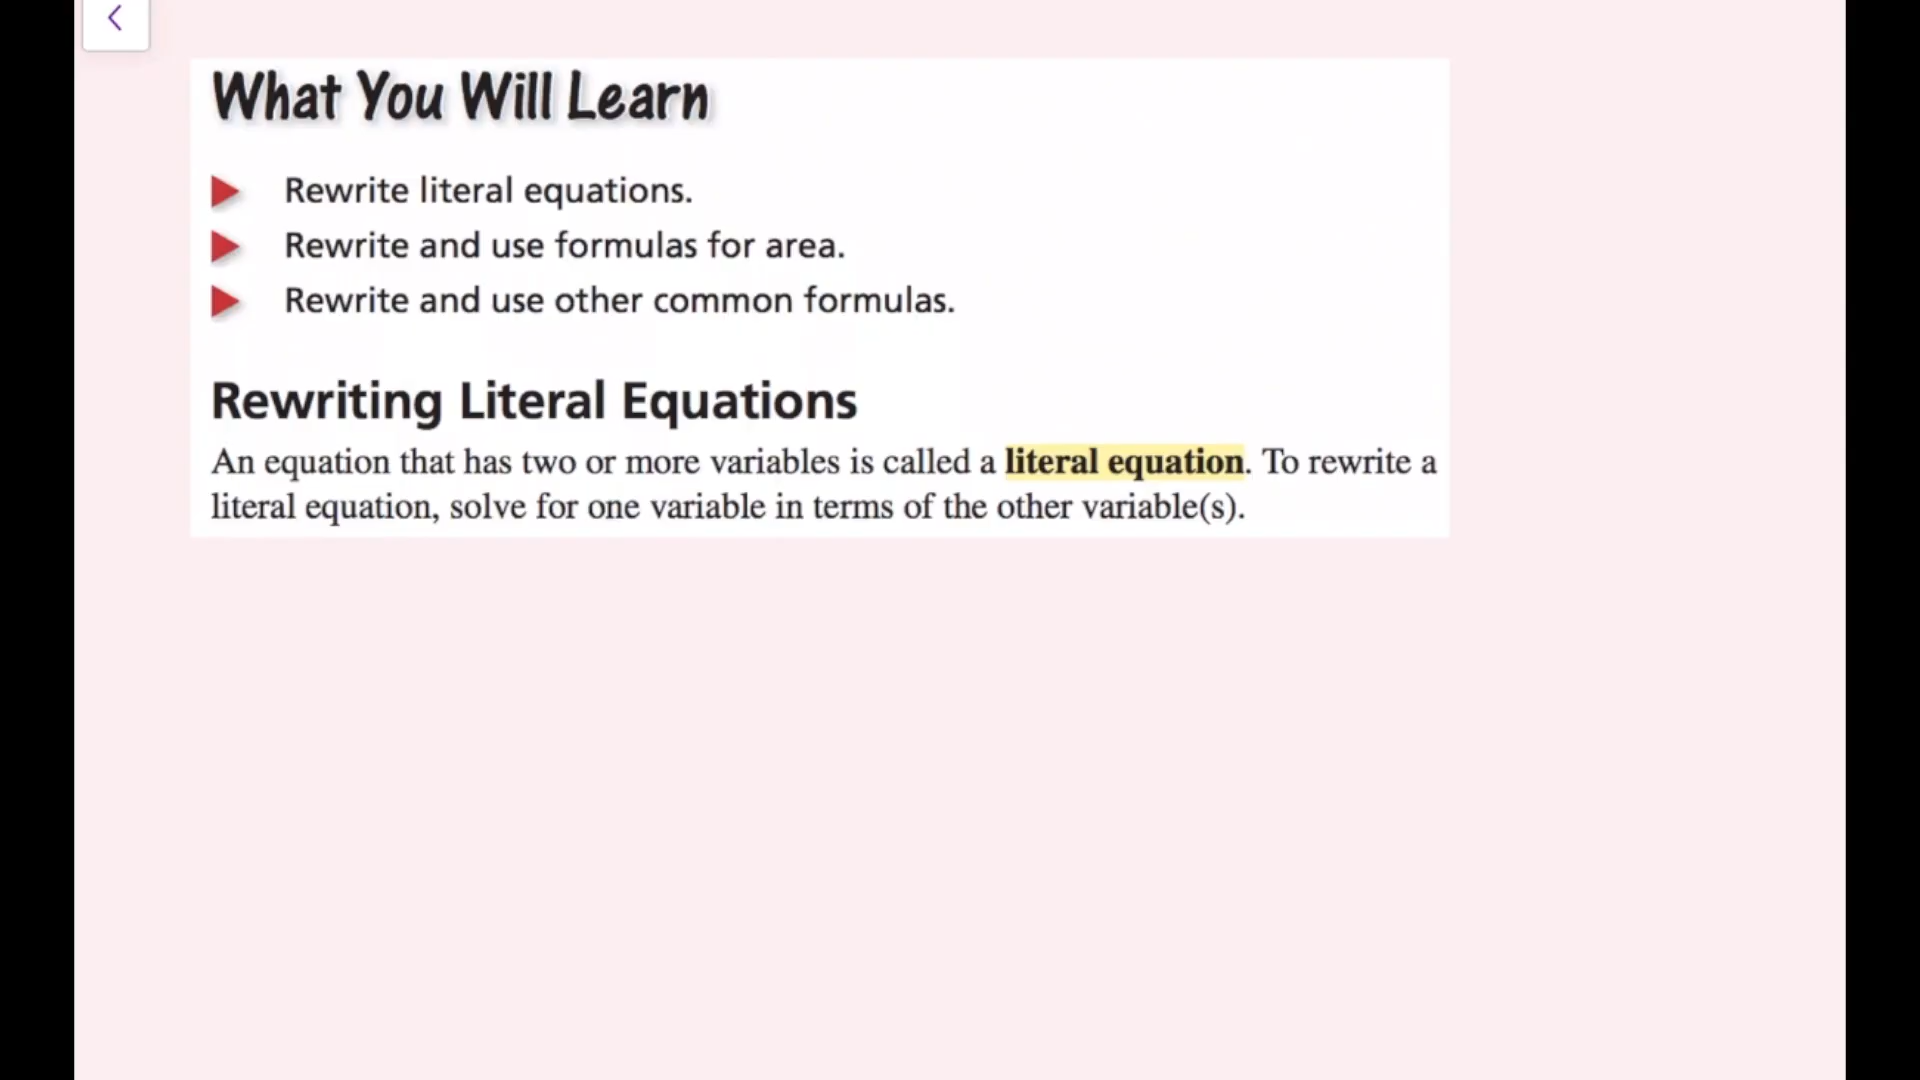 What You Will Learn
Rewrite literal equations.
Rewrite and use formulas for area.
Rewrite and use other common formulas.
Rewriting Literal Equations
An equation that has two or more variables is called a literal equation. To rewrite a
literal equation, solve for one variable in terms of the other variable(s).